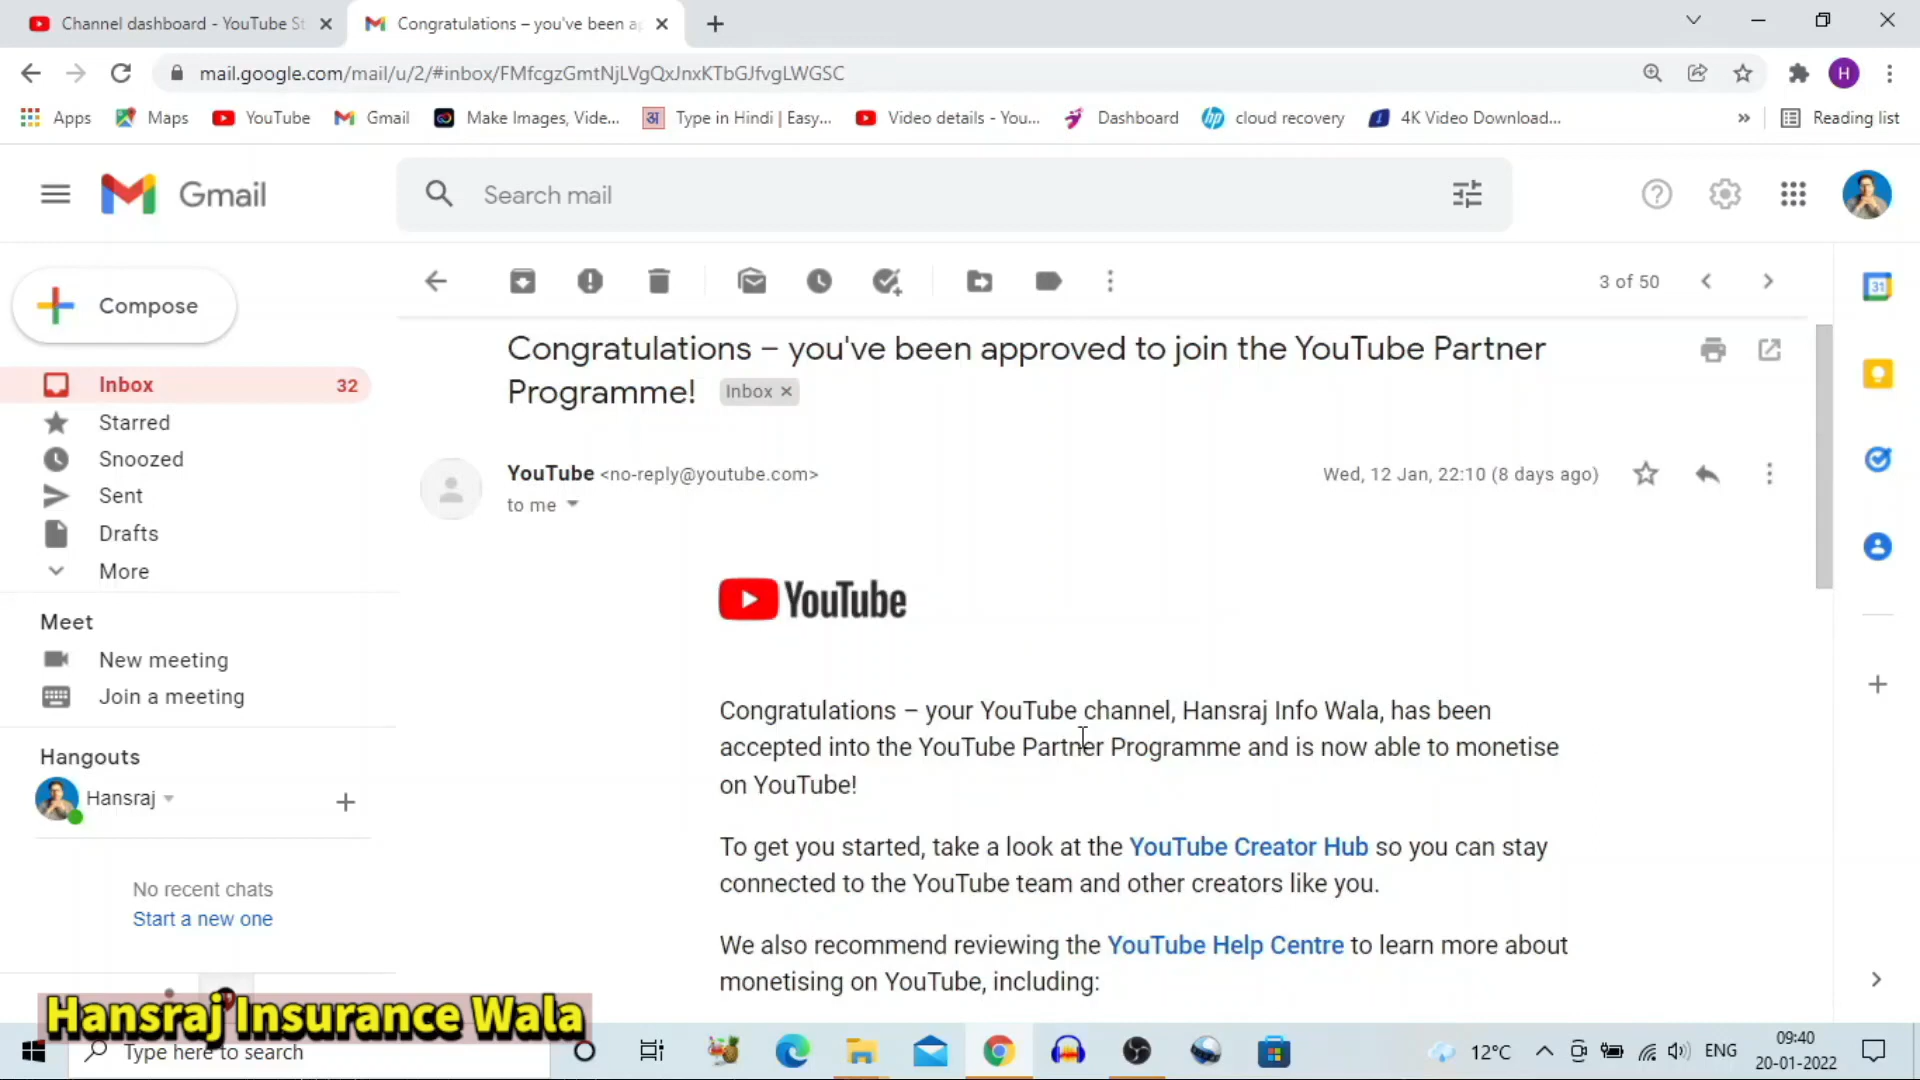 Channel dashboard - YouTube St
Congratulations – you've been a
mail.google.com/mail/u/2/#inbox/FMfcgzGmtNjLVgQxJnxKTbGJfvgLWGSC
H
Apps
Maps
YouTube
Gmail
Make Images, Vide...
अ
Type in Hindi | Easy...
Video details - You...
Dashboard
hp
cloud recovery
4K Video Download...
»
Reading list
Gmail
Search mail
Compose
3 of 50
31
Inbox 32
Starred
Snoozed
Sent
Drafts
More
Meet
New meeting
Join a meeting
Hangouts
Hansraj
No recent chats
Start a new one
Congratulations – you've been approved to join the YouTube Partner
Programme! Inbox ×
YouTube <no-reply@youtube.com>
Wed, 12 Jan, 22:10 (8 days ago)
to me
YouTube
Congratulations – your YouTube channel, Hansraj Info Wala, has been
accepted into the YouTube Partner Programme and is now able to monetise
on YouTube!
To get you started, take a look at the YouTube Creator Hub so you can stay
connected to the YouTube team and other creators like you.
We also recommend reviewing the YouTube Help Centre to learn more about
monetising on YouTube, including:
Hansraj Insurance Wala
Type here to search
12°C
ENG
09:40
20-01-2022